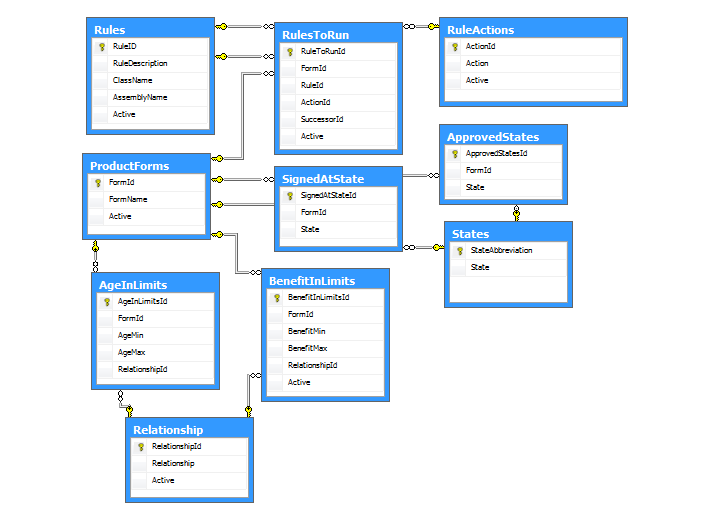 Rules
RuleID
RuleDescription
ClassName
AssemblyName
Active
RulesToRun
RuleToRunId
FormId
RuleId
ActionId
SuccessorId
Active
RuleActions
ActionId
Action
Active
ProductForms
FormId
FormName
Active
SignedAtState
SignedAtStateId
FormId
State
ApprovedStates
ApprovedStatesId
FormId
State
States
StateAbbreviation
State
AgeInLimits
AgeInLimitsId
FormId
AgeMin
AgeMax
RelationshipId
BenefitInLimits
BenefitInLimitsId
FormId
BenefitMin
BenefitMax
RelationshipId
Active
Relationship
RelationshipId
Relationship
Active